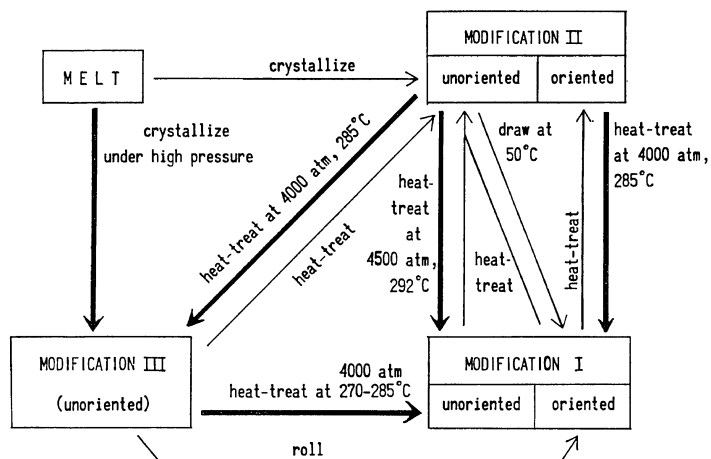 MODIFICATION II
unoriented oriented
MELT
crystallize
crystallize
under high pressure
heat-treat at 4000 atm, 285°C
heat-treat
heat-
treat
at
4500 atm,
292°C
draw at
50°C
heat-
treat
heat-treat
heat-treat
at 4000 atm,
285°C
MODIFICATION III
(unoriented)
4000 atm
heat-treat at 270-285°C
MODIFICATION I
unoriented oriented
roll